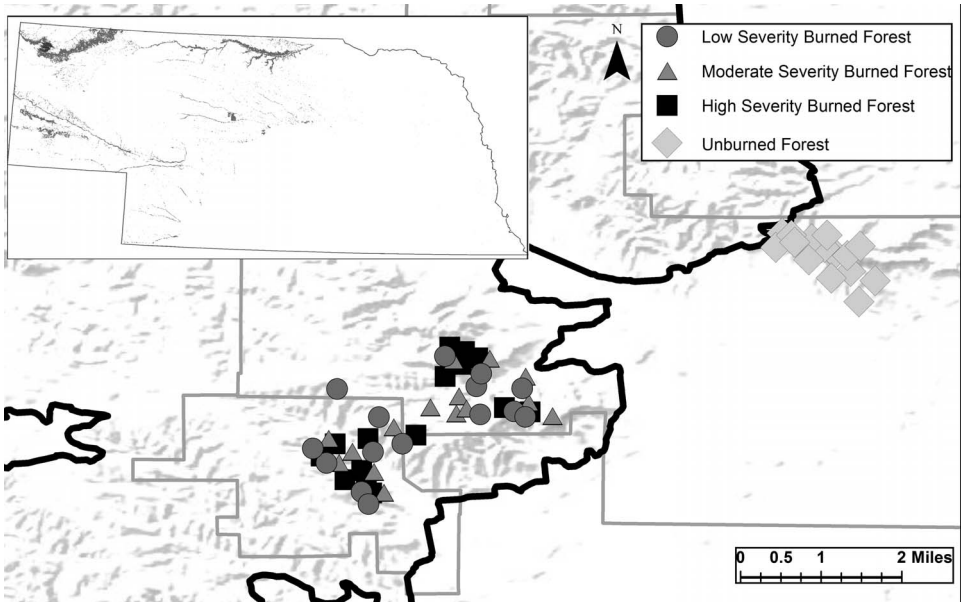 N
Low Severity Burned Forest
Moderate Severity Burned Forest
High Severity Burned Forest
Unburned Forest
0 0.5 1 2 Miles